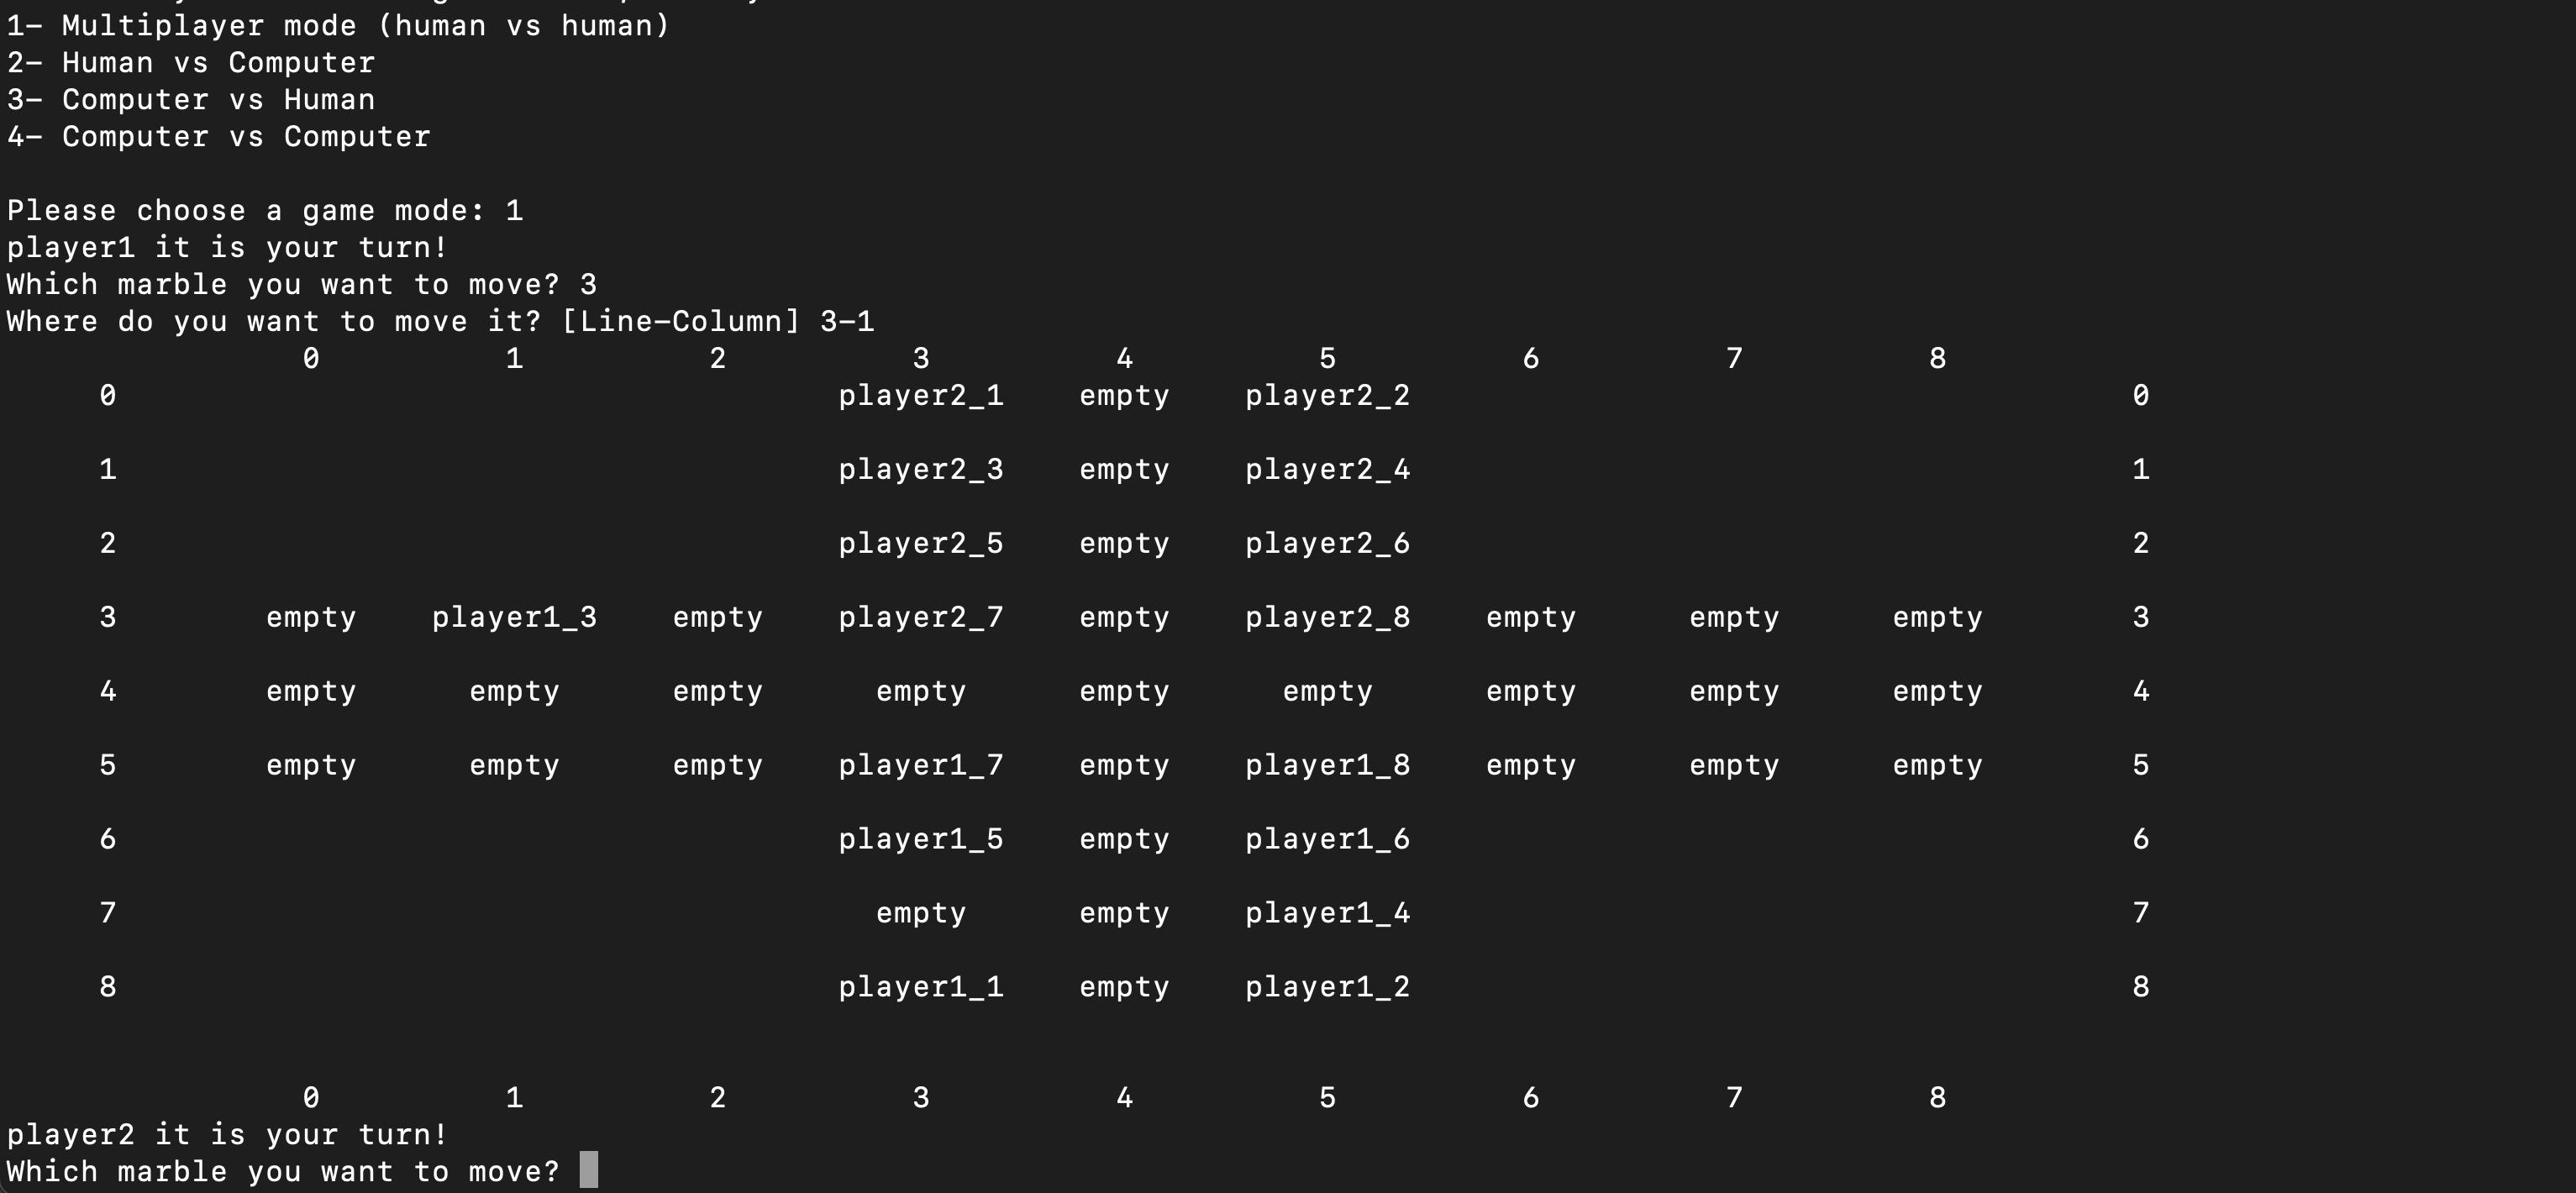 1- Multiplayer mode (human vs human)
2- Human vs Computer
3- Computer vs Human
4- Computer vs Computer
Please choose a game mode: 1
player1 it is your turn!
Which marble you want to move? 3
Where do you want to move it? [Line-Column] 3-1
0 1 2 3 4 5 6 7 8
0 player2_1 empty player2_2 0
1 player2_3 empty player2_4 1
2 player2_5 empty player2_6 2
3 empty player1_3 empty player2_7 empty player2_8 empty empty empty 3
4 empty empty empty empty empty empty empty empty empty 4
5 empty empty empty player1_7 empty player1_8 empty empty empty 5
6 player1_5 empty player1_6 6
7 empty empty player1_4 7
8 player1_1 empty player1_2 8
0 1 2 3 4 5 6 7 8
player2 it is your turn!
Which marble you want to move?